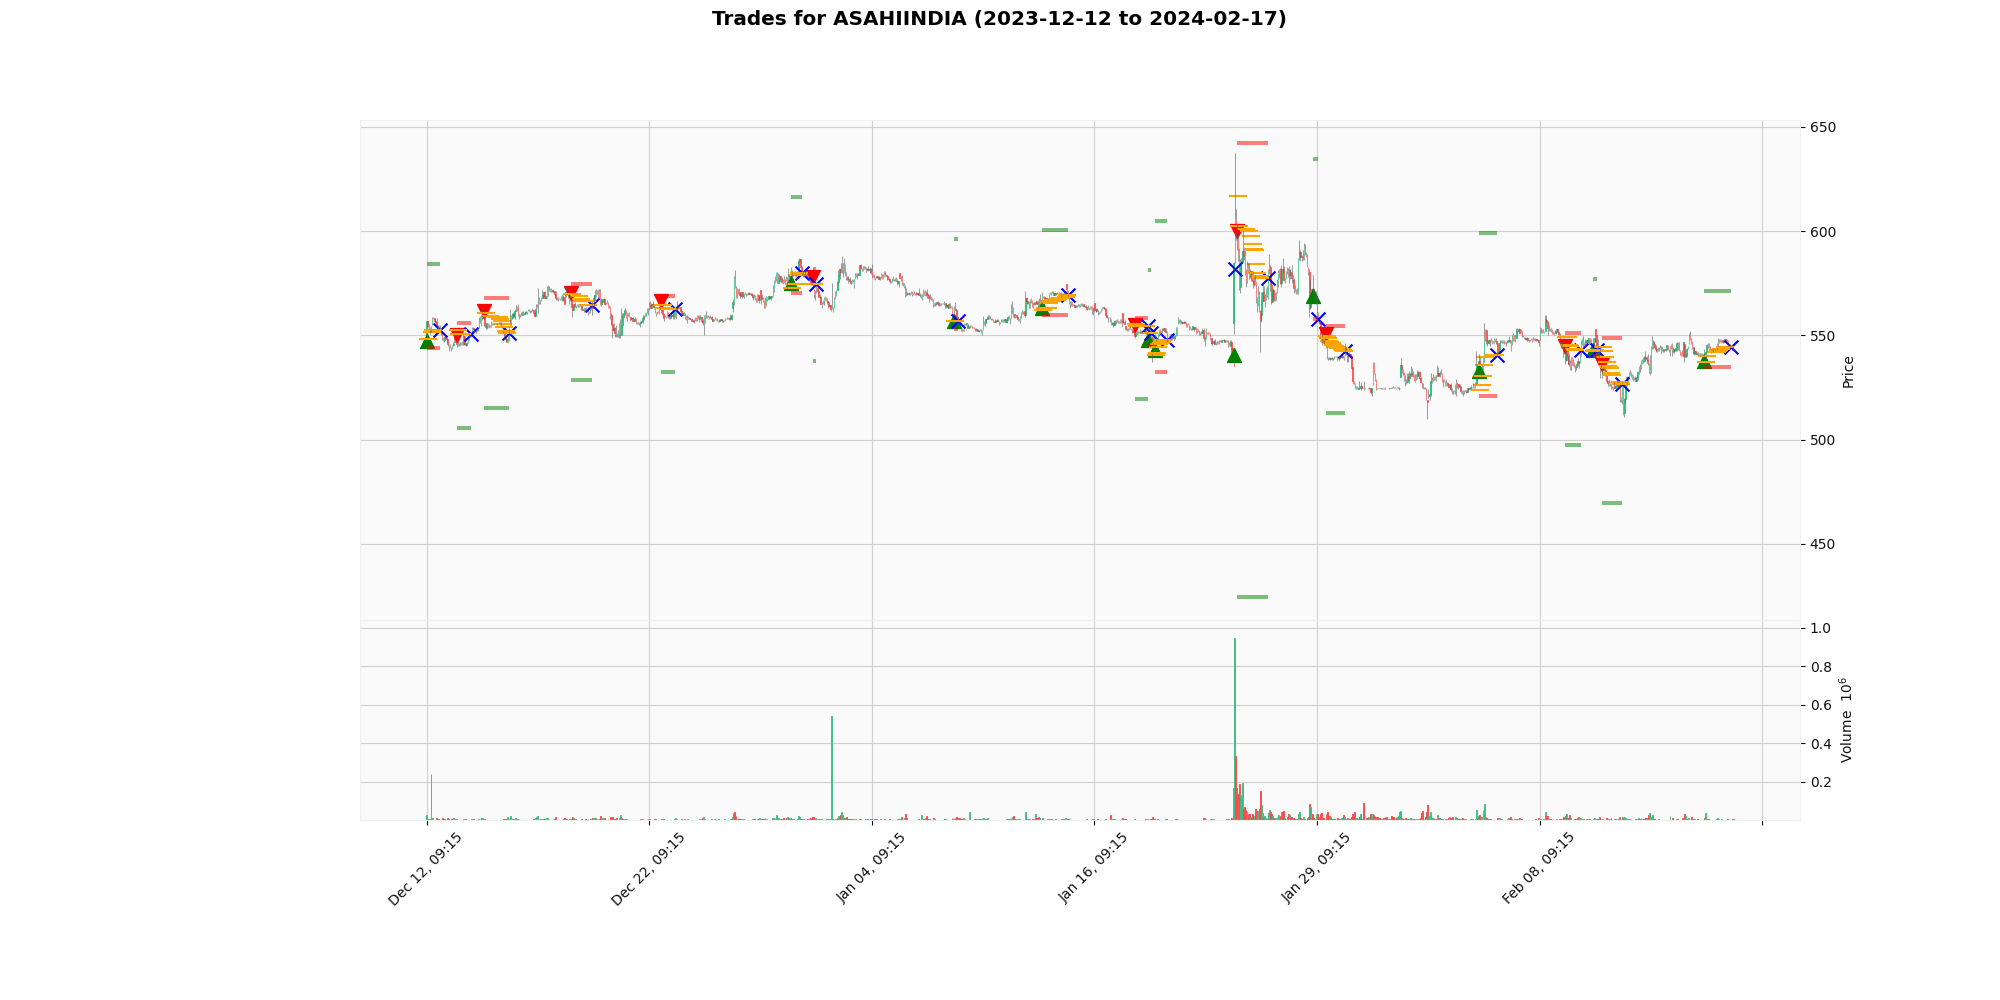 Trades for ASAHIINDIA (2023-12-12 to 2024-02-17)
650
600
550
500
450
Price
1.0
0.8
0.6
0.4
0.2
Volume 10^6
Dec 12, 09:15
Dec 22, 09:15
Jan 04, 09:15
Jan 16, 09:15
Jan 29, 09:15
Feb 08, 09:15